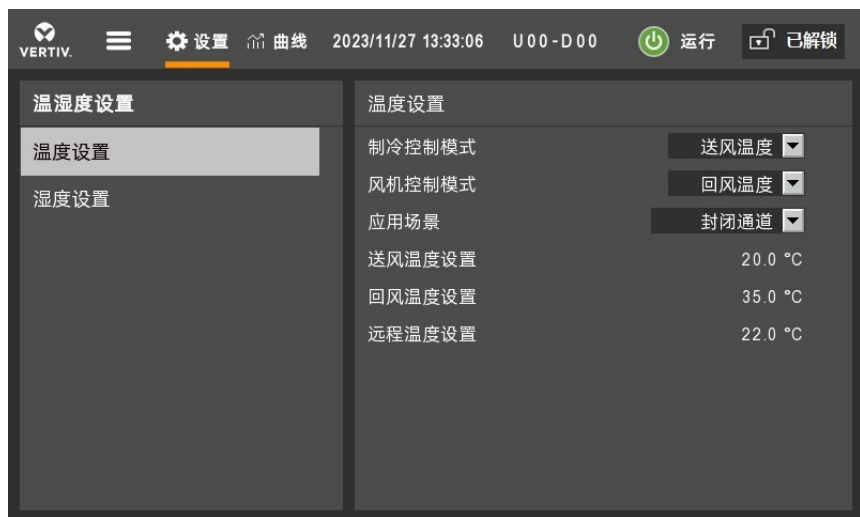 VERTIV. 设置 曲线 2023/11/27 13:33:06 U00-D00 运行 已解锁
温湿度设置
温度设置
湿度设置
温度设置
制冷控制模式 送风温度
风机控制模式 回风温度
应用场景 封闭通道
送风温度设置 20.0 °C
回风温度设置 35.0 °C
远程温度设置 22.0 °C